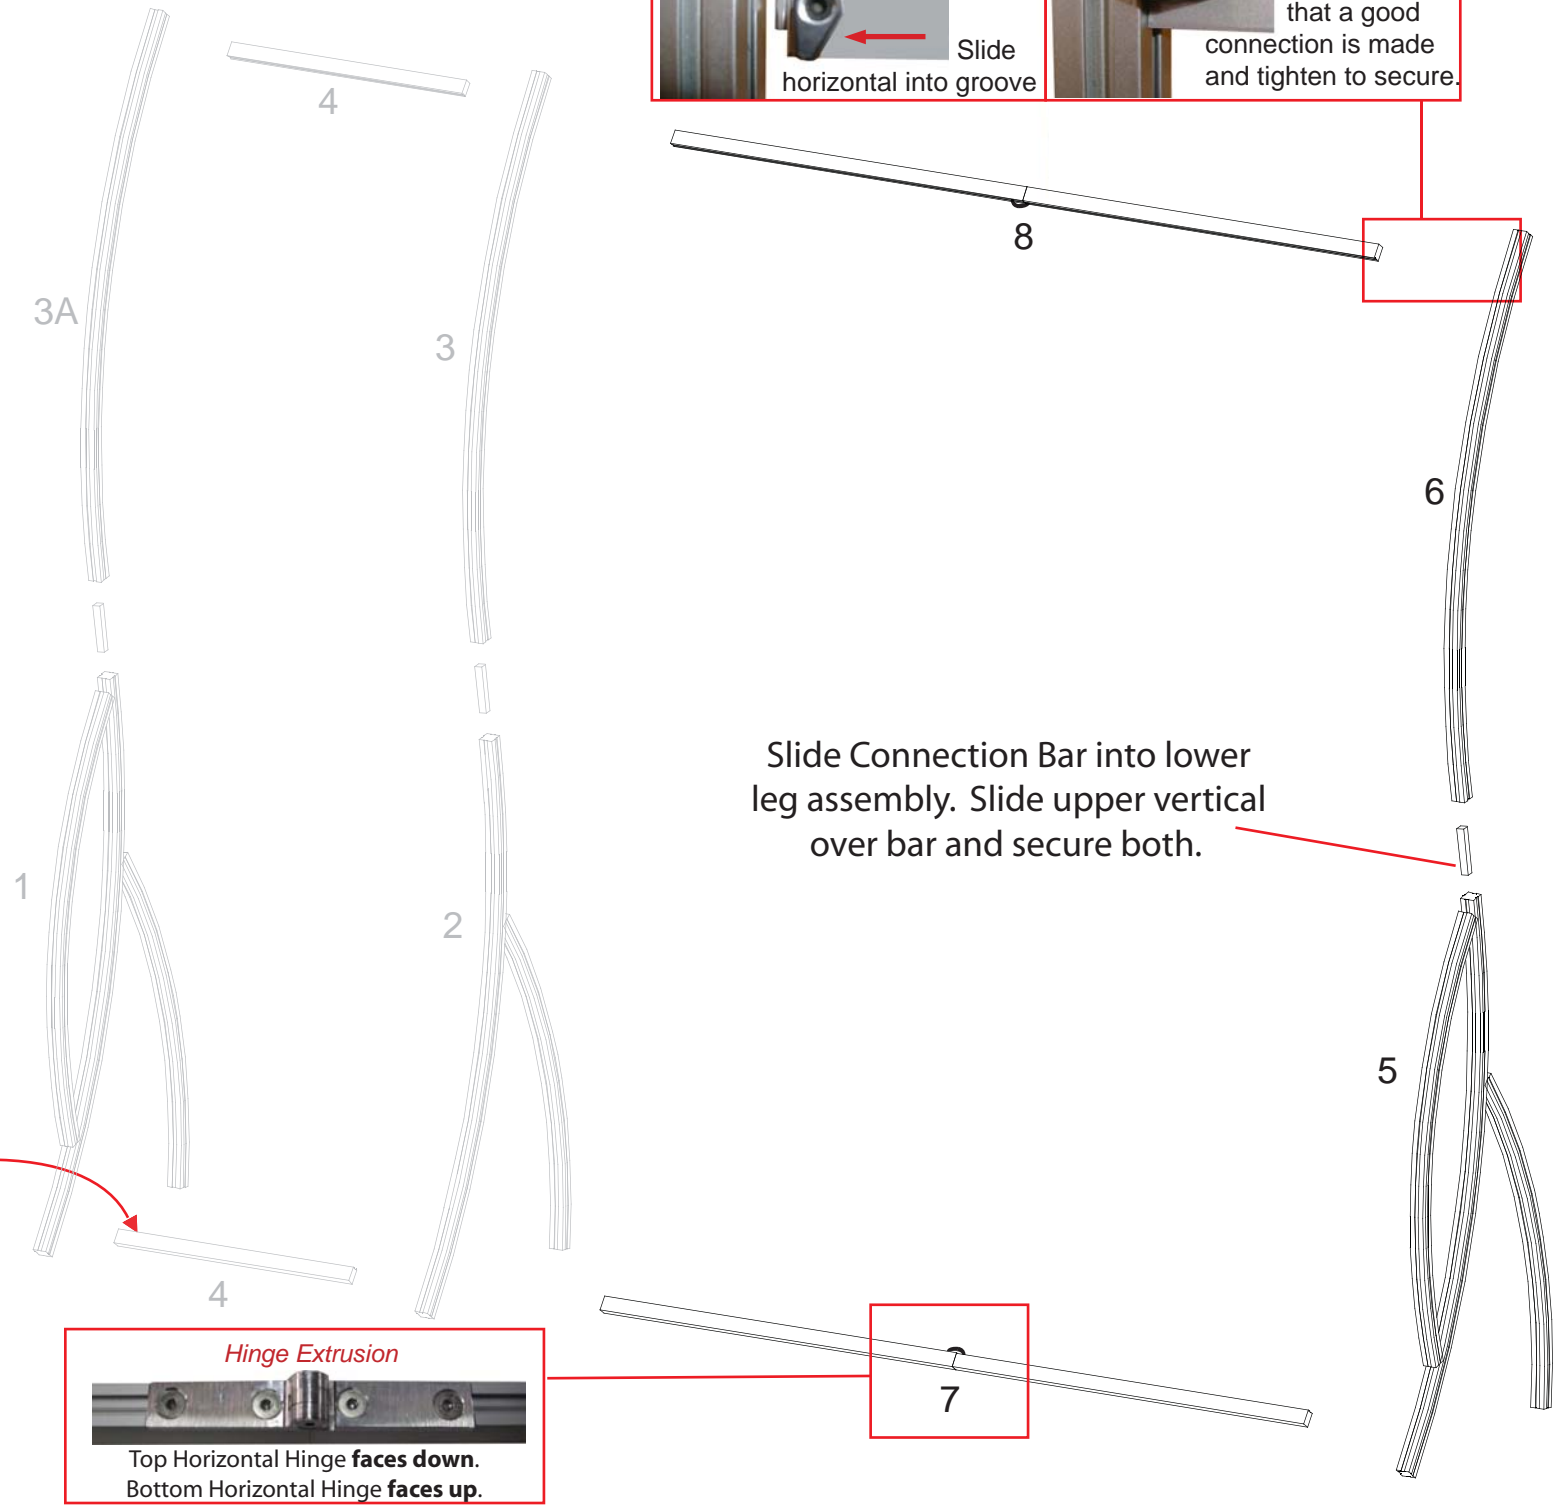 Slide
horizontal into groove
that a good
connection is made
and tighten to secure.
4
8
3A
3
6
Slide Connection Bar into lower
leg assembly. Slide upper vertical
over bar and secure both.
1
2
5
4
7
Hinge Extrusion
Top Horizontal Hinge faces down.
Bottom Horizontal Hinge faces up.